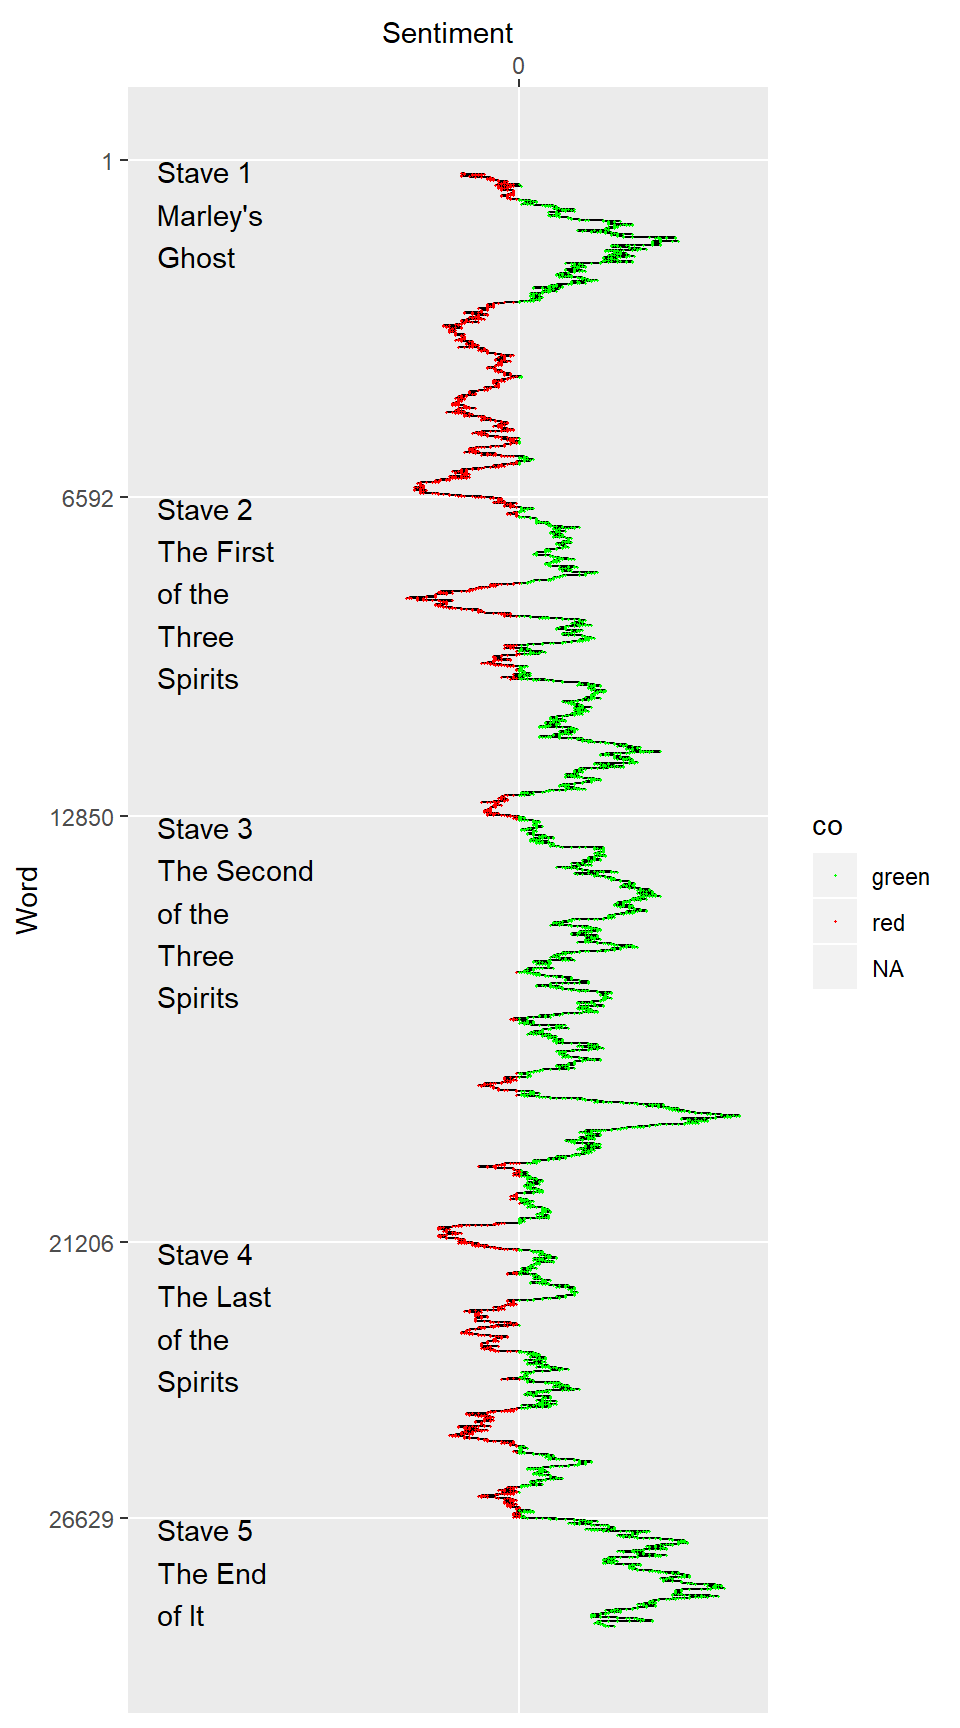 Sentiment
0
1
Stave 1
Marley's
Ghost
6592
Stave 2
The First
of the
Three
Spirits
12850
Stave 3
The Second
of the
Three
Spirits
Word
co
green
red
NA
21206
Stave 4
The Last
of the
Spirits
26629
Stave 5
The End
of It